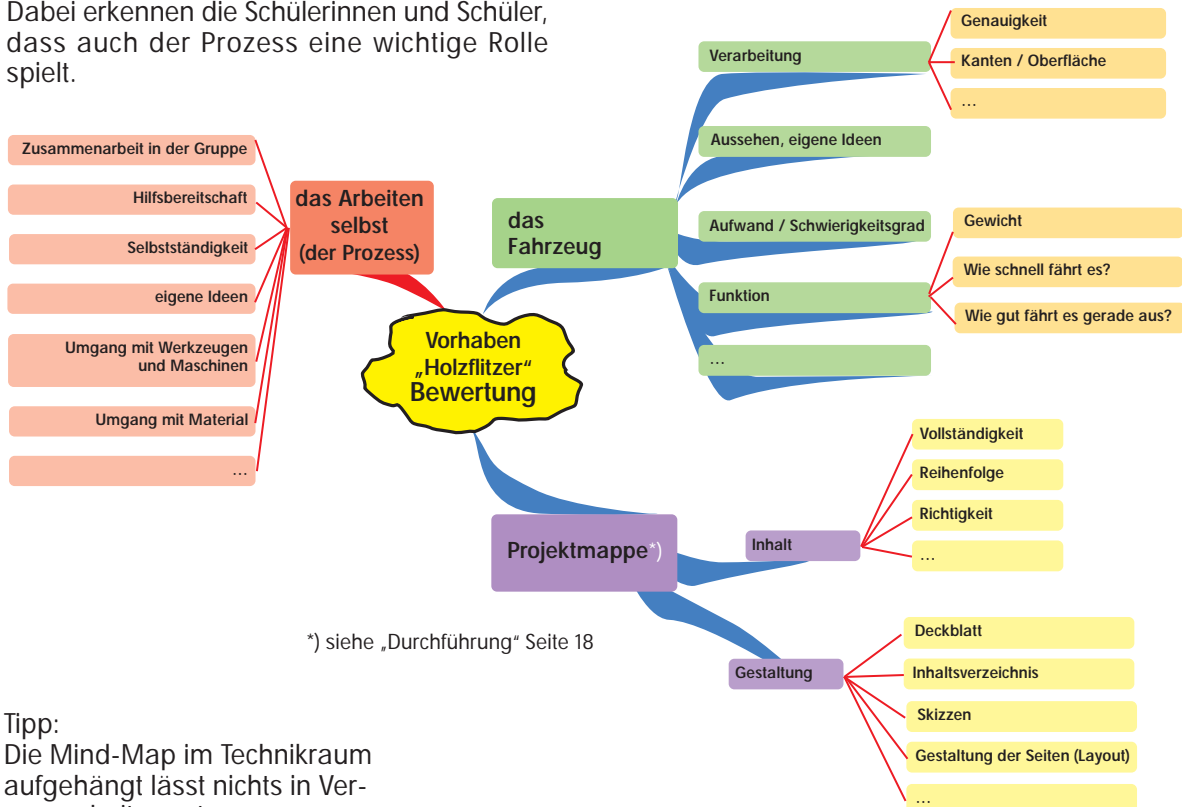 Dabei erkennen die Schülerinnen und Schüler,
dass auch der Prozess eine wichtige Rolle
spielt.
Zusammenarbeit in der Gruppe
Hilfsbereitschaft
Selbstständigkeit
eigene Ideen
Umgang mit Werkzeugen
und Maschinen
Umgang mit Material
…
das Arbeiten
selbst
(der Prozess)
Vorhaben
„Holzflitzer“
Bewertung
das
Fahrzeug
Verarbeitung
Genauigkeit
Kanten / Oberfläche
…
Aussehen, eigene Ideen
Aufwand / Schwierigkeitsgrad
Funktion
Gewicht
Wie schnell fährt es?
Wie gut fährt es gerade aus?
…
Projektmappe*)
Inhalt
Vollständigkeit
Reihenfolge
Richtigkeit
…
Gestaltung
Deckblatt
Inhaltsverzeichnis
Skizzen
Gestaltung der Seiten (Layout)
…
*) siehe „Durchführung“ Seite 18
Tipp:
Die Mind-Map im Technikraum
aufgehängt lässt nichts in Ver-